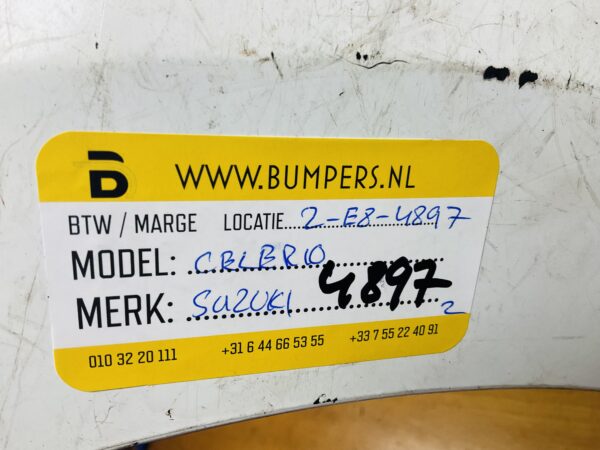 WWW.BUMPERS.NL
BTW / MARGE LOCATIE 2-E8-4897
MODEL: CELERIO
MERK: SUZUKI 4897 2
010 32 20 111 +31 6 44 66 53 55 +33 7 55 22 40 91